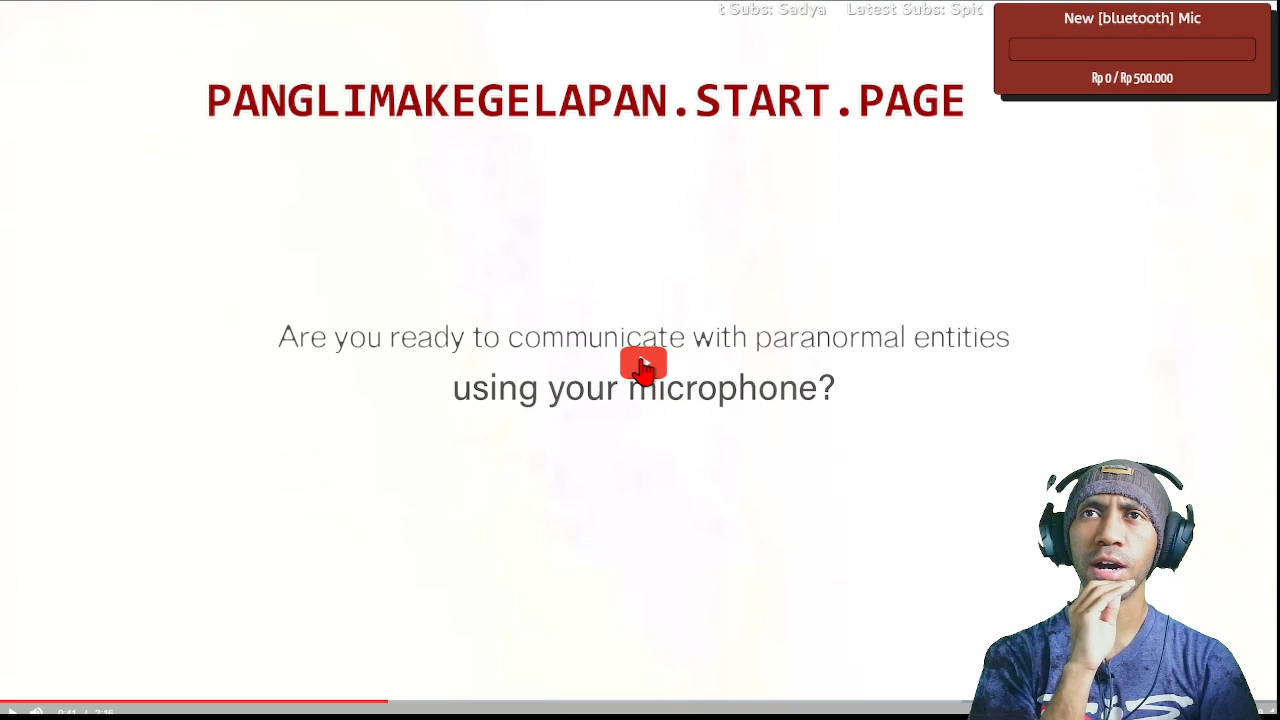 t Subs: Sadya Latest Subs: Spic
New [bluetooth] Mic
Rp 0 / Rp 500.000
PANGLIMAKEGELAPAN.START.PAGE
Are you ready to communicate with paranormal entities
using your microphone?